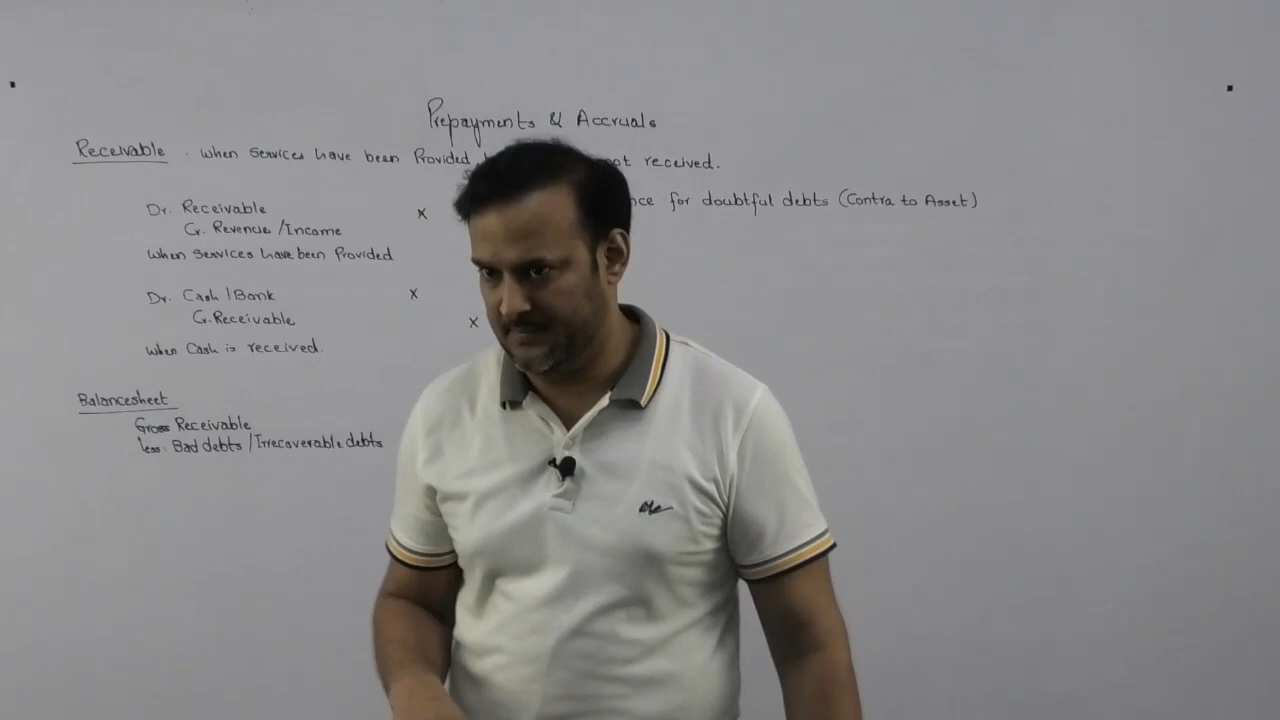 Prepayments & Accruals
Receivable . When Services have been Provided, not received.
for doubtful debts (Contra to Asset)
Dr. Receivable x
Cr. Revenue / Income
When Services have been Provided
Dr. Cash / Bank x
Cr. Receivable x
When Cash is received.
Balancesheet
Gross Receivable
less: Bad debts / Irrecoverable debts